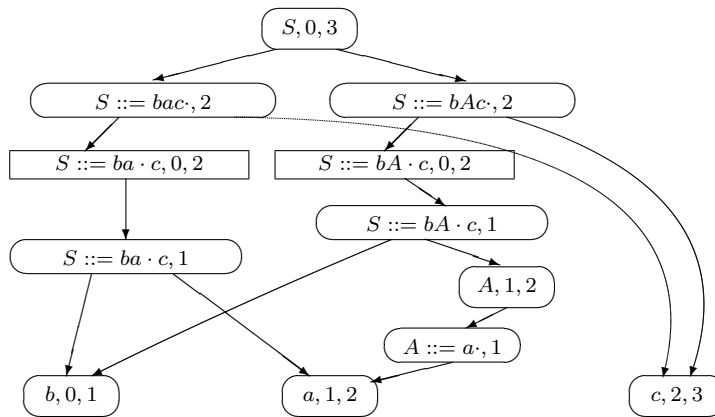 S, 0, 3
S ::= bac·, 2
S ::= bAc·, 2
S ::= ba · c, 0, 2
S ::= bA · c, 0, 2
S ::= bA · c, 1
S ::= ba · c, 1
A, 1, 2
A ::= a·, 1
b, 0, 1
a, 1, 2
c, 2, 3